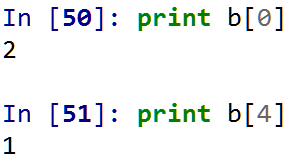 In [50]: print b[0]
2
In [51]: print b[4]
1